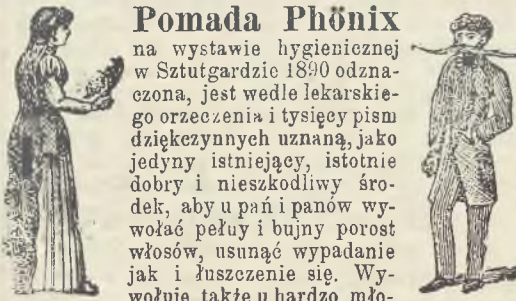 Pomada Phönix
na wystawie hygienicznej
w Sztutgardzie 1890 odzna-
czona, jest wedle lekarskie-
go orzeczenia i tysięcy pism
dziękczynnych uznaną, jako
jedyny istniejący, istotnie
dobry i nieszkodliwy śro-
dek, aby u pań i panów wy-
wołać pełny i bujny porost
włosów, usunąć wypadanie
jak i łuszczenie się. Wy-
wołuje także u bardzo mło-